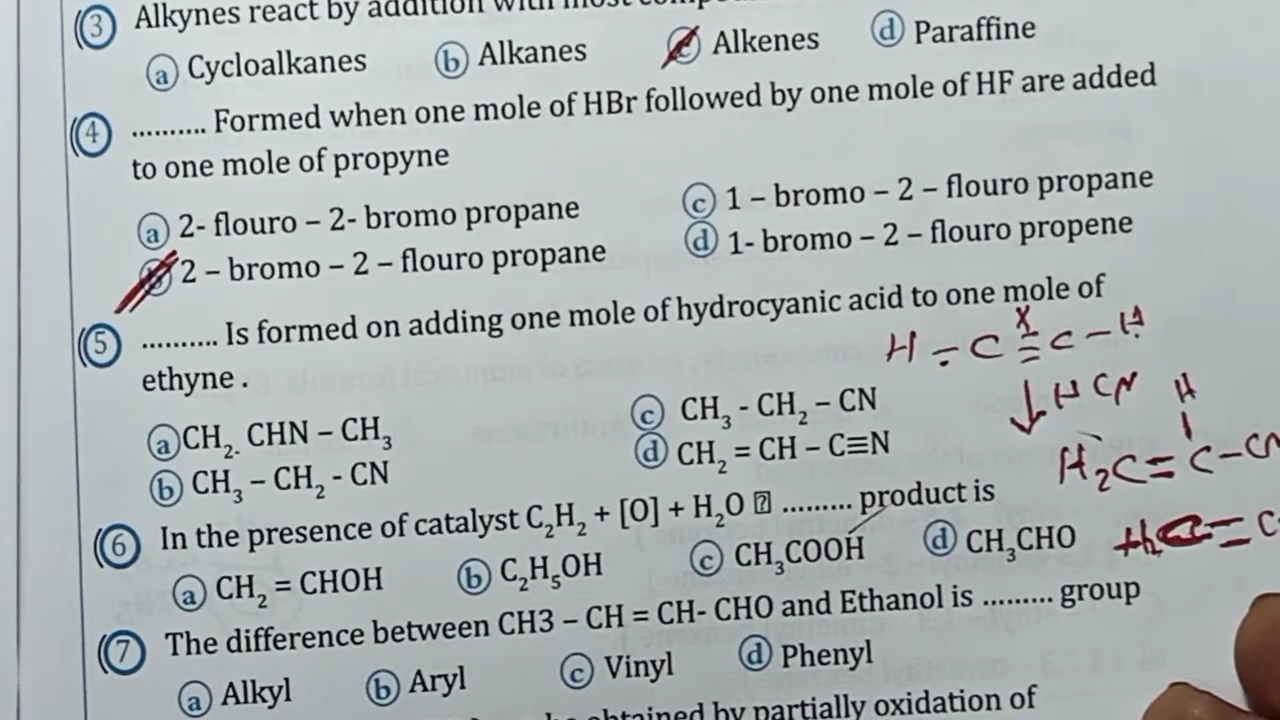 3 Alkynes react by addition with most
a Cycloalkanes b Alkanes c Alkenes d Paraffine
4 .......... Formed when one mole of HBr followed by one mole of HF are added
to one mole of propyne
a 2- flouro – 2- bromo propane c 1 – bromo – 2 – flouro propane
b 2 – bromo – 2 – flouro propane d 1- bromo – 2 – flouro propene
5 .......... Is formed on adding one mole of hydrocyanic acid to one mole of
ethyne .
H - C ≡ C - H
X
a CH₂. CHN – CH₃ c CH₃ - CH₂ – CN
HCN
H
b CH₃ – CH₂ - CN d CH₂ = CH – C≡N
H₂C = C - CN
6 In the presence of catalyst C₂H₂ + [O] + H₂O ⍰ ......... product is
a CH₂ = CHOH b C₂H₅OH c CH₃COOH d CH₃CHO
7 The difference between CH3 – CH = CH- CHO and Ethanol is ......... group
a Alkyl b Aryl c Vinyl d Phenyl
obtained by partially oxidation of